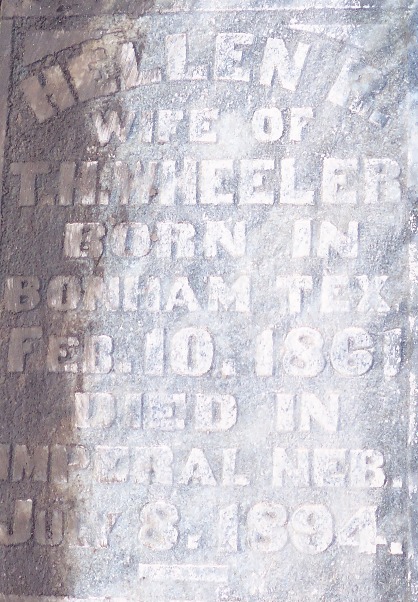 HELLEN E.
WIFE OF
T.H. WHEELER
BORN IN
BONHAM TEX
FEB. 10. 1861
DIED IN
IMPERAL NEB.
JULY 8. 1894.